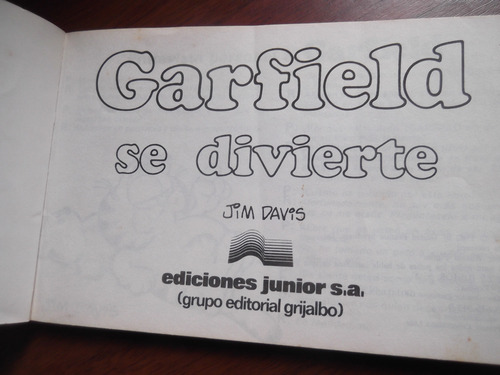 Garfield
se divierte
JIM DAVIS
ediciones junior s.a.
(grupo editorial grijalbo)